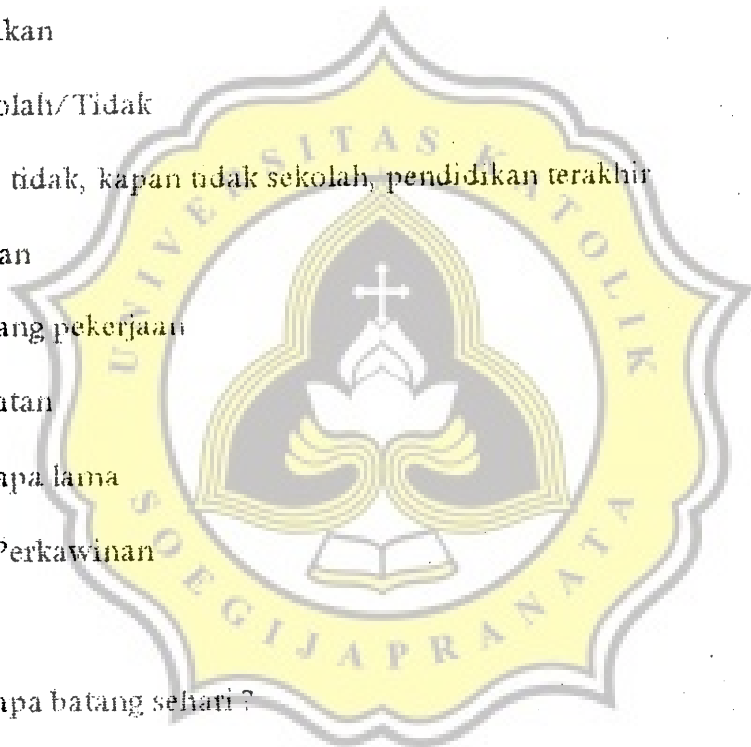 kan
olah/Tidak
tidak, kapan tidak sekolah, pendidikan terakhir
an
ang pekerjaan
atan
apa lama
Perkawinan
apa batang sehari ?
UNIVERSITAS KATOLIK
SOEGIJAPRANATA